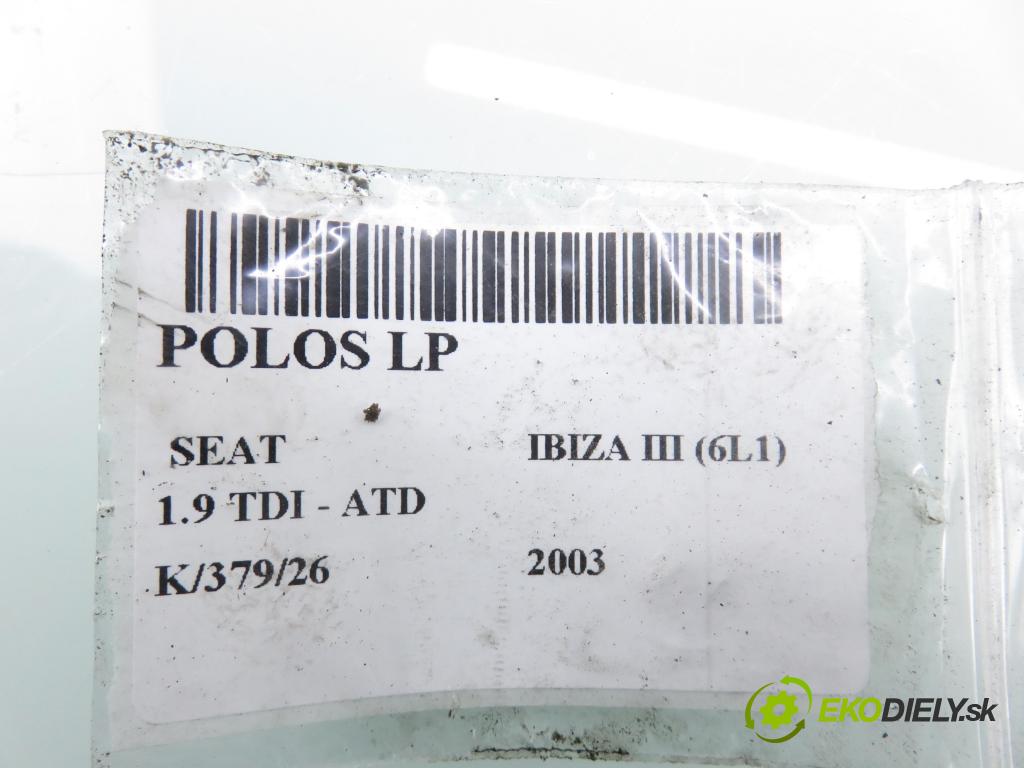 POLOS LP
SEAT IBIZA III (6L1)
1.9 TDI - ATD
K/379/26 2003
EKODIELY.sk